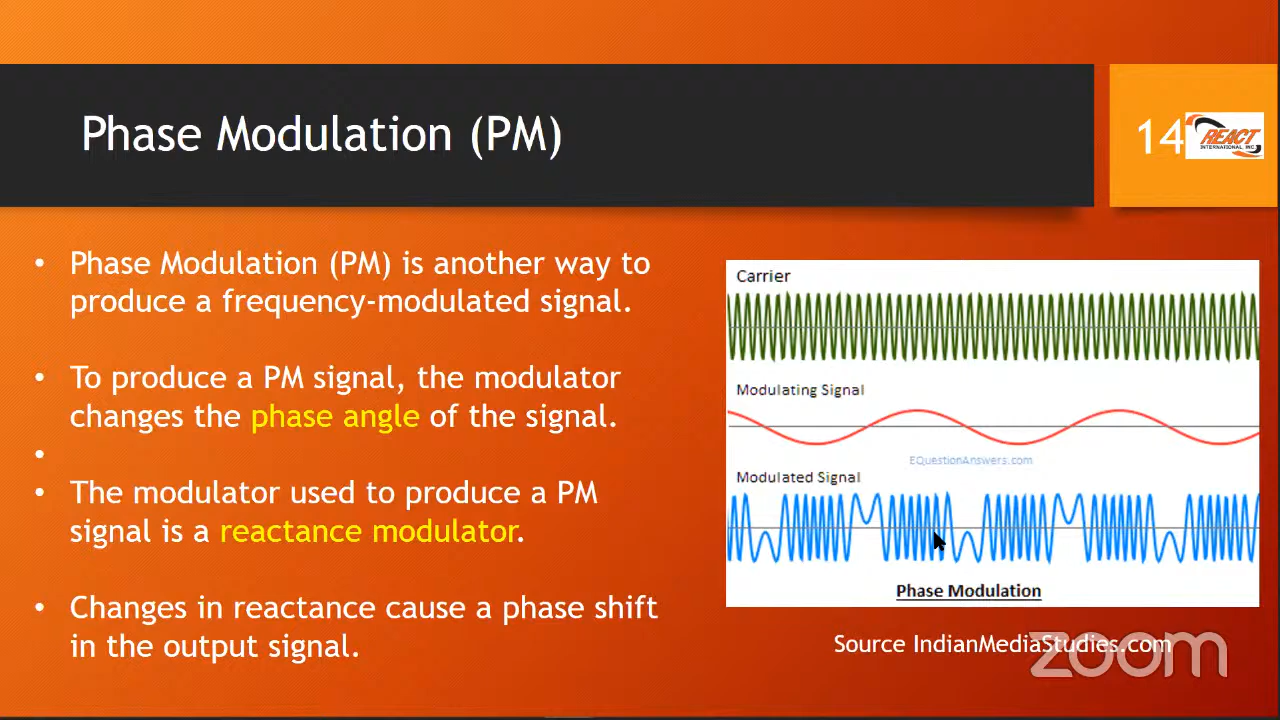 Phase Modulation (PM)
14
REACT
INTERNATIONAL, INC.
• Phase Modulation (PM) is another way to
produce a frequency-modulated signal.
• To produce a PM signal, the modulator
changes the phase angle of the signal.
•
• The modulator used to produce a PM
signal is a reactance modulator.
• Changes in reactance cause a phase shift
in the output signal.
Carrier
Modulating Signal
EQuestionAnswers.com
Modulated Signal
Phase Modulation
Source IndianMediaStudies.com
zoom